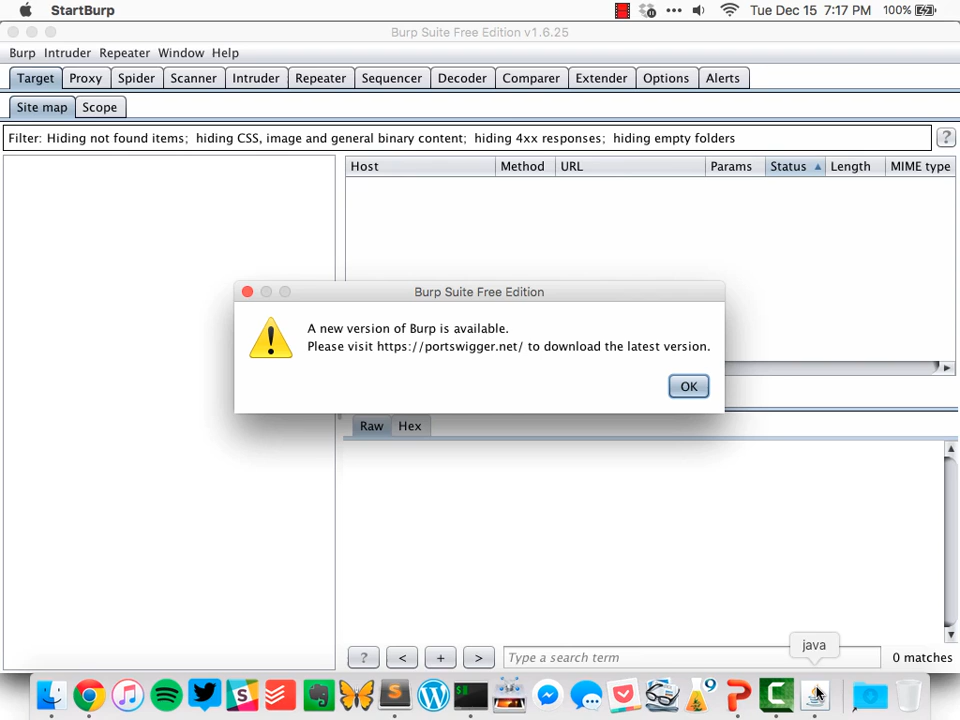 StartBurp
Tue Dec 15 7:17 PM 100%
Burp Suite Free Edition v1.6.25
Burp Intruder Repeater Window Help
Target Proxy Spider Scanner Intruder Repeater Sequencer Decoder Comparer Extender Options Alerts
Site map Scope
Filter: Hiding not found items; hiding CSS, image and general binary content; hiding 4xx responses; hiding empty folders
?
Host Method URL Params Status Length MIME type
Burp Suite Free Edition
A new version of Burp is available.
Please visit https://portswigger.net/ to download the latest version.
OK
Raw Hex
java
? < + > Type a search term 0 matches
9